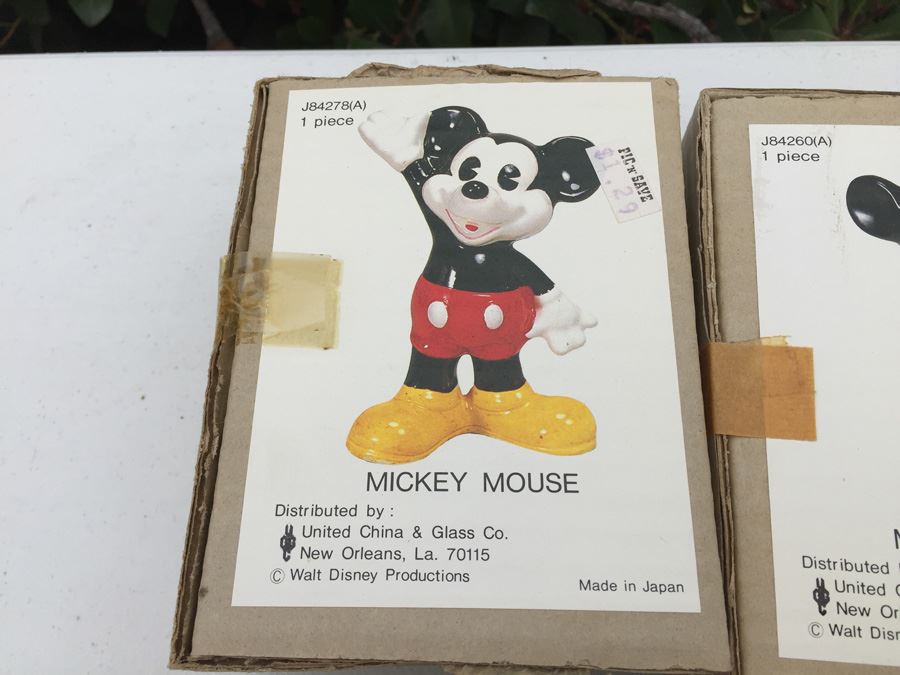 J84278(A)
1 piece
PIC 'N' SAVE
$1.29
MICKEY MOUSE
Distributed by :
United China & Glass Co.
New Orleans, La. 70115
© Walt Disney Productions
Made in Japan
J84260(A)
1 piece
Distributed
United
New Or
© Walt Disn